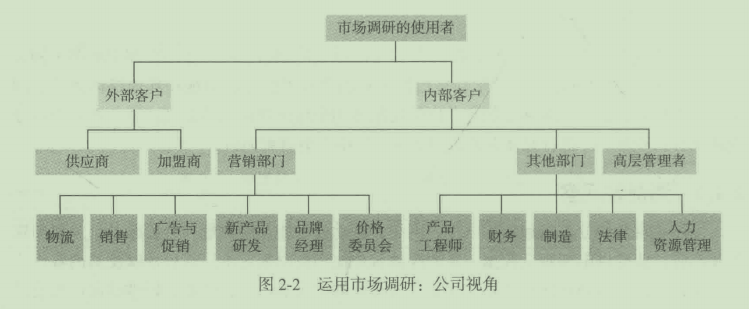 市场调研的使用者
外部客户
内部客户
供应商
加盟商
营销部门
其他部门
高层管理者
物流
销售
广告与
促销
新产品
研发
品牌
经理
价格
委员会
产品
工程师
财务
制造
法律
人力
资源管理
图 2-2 运用市场调研：公司视角